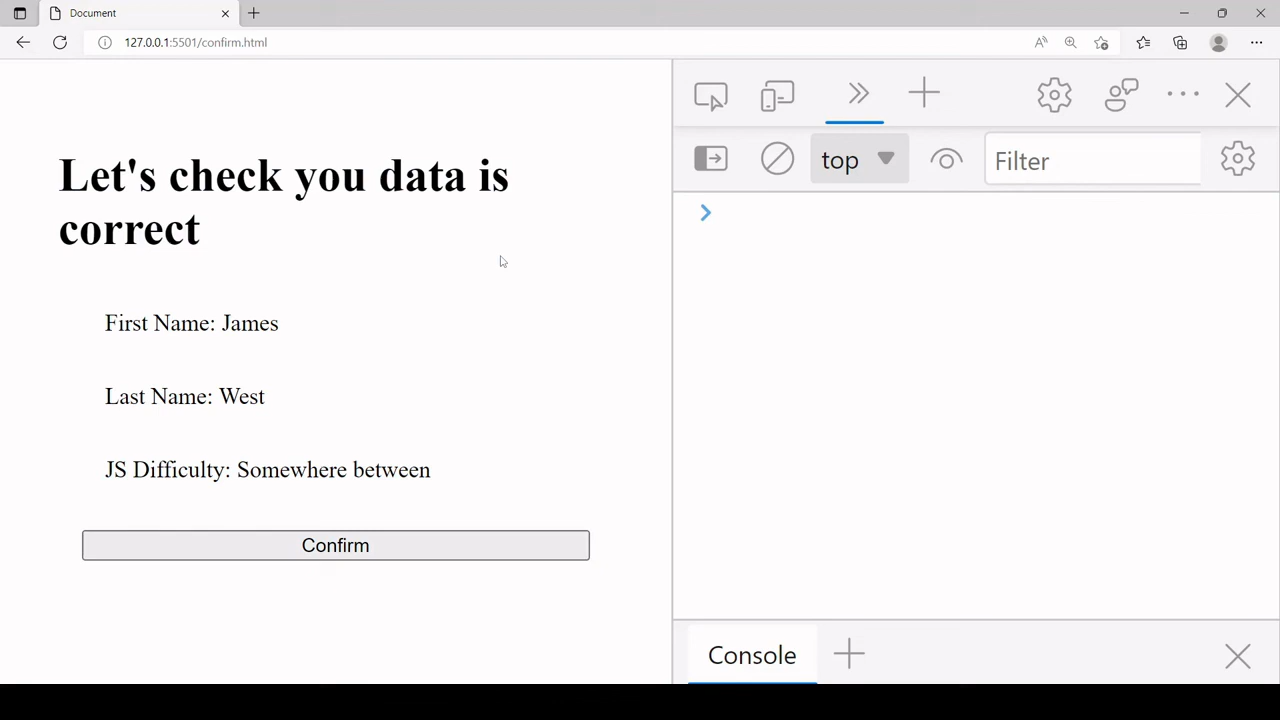 Document
127.0.0.1:5501/confirm.html
Let's check you data is
correct
First Name: James
Last Name: West
JS Difficulty: Somewhere between
Confirm
top
Filter
Console